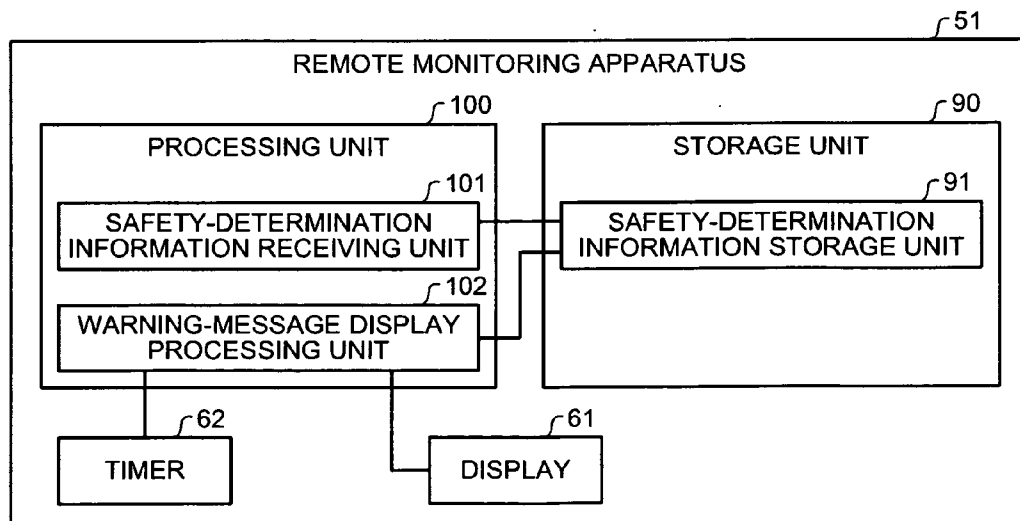 51
REMOTE MONITORING APPARATUS
100
PROCESSING UNIT
90
STORAGE UNIT
101
SAFETY-DETERMINATION
INFORMATION RECEIVING UNIT
91
SAFETY-DETERMINATION
INFORMATION STORAGE UNIT
102
WARNING-MESSAGE DISPLAY
PROCESSING UNIT
62
TIMER
61
DISPLAY